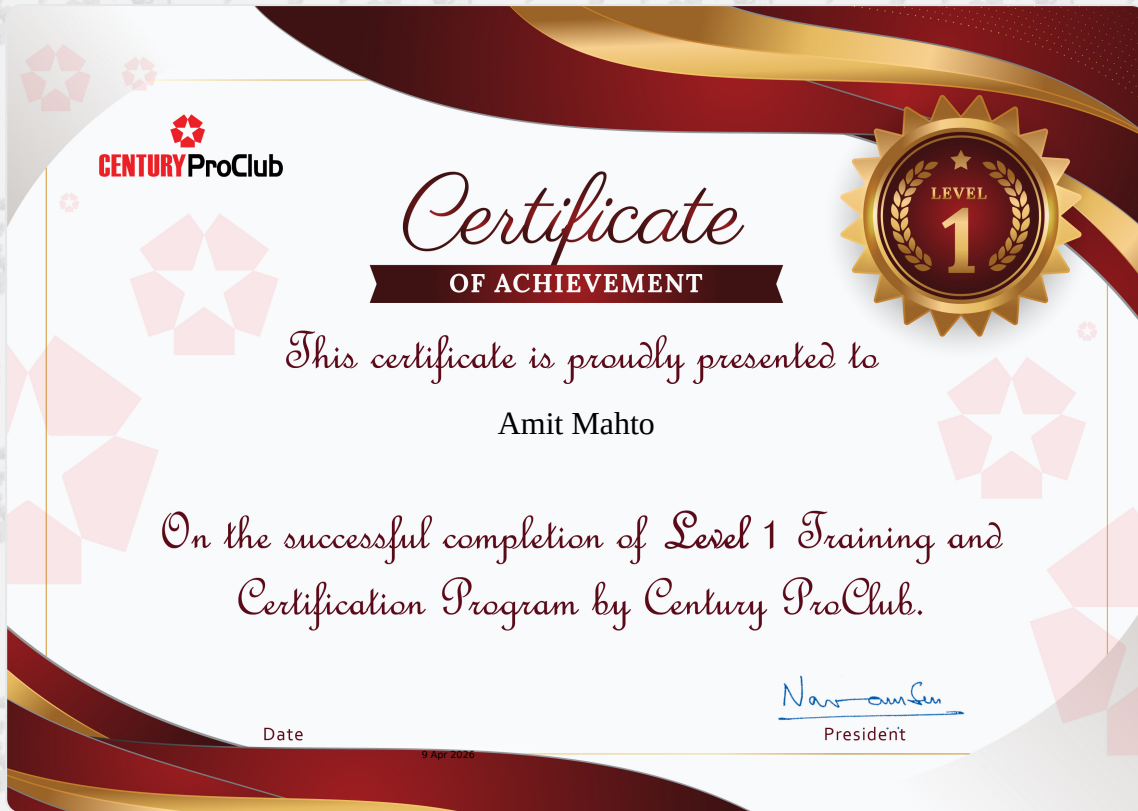 CENTURY ProClub
LEVEL
1
Certificate
OF ACHIEVEMENT
This certificate is proudly presented to
Amit Mahto
On the successful completion of Level 1 Training and
Certification Program by Century ProClub.
Date
President
9 Apr 2026